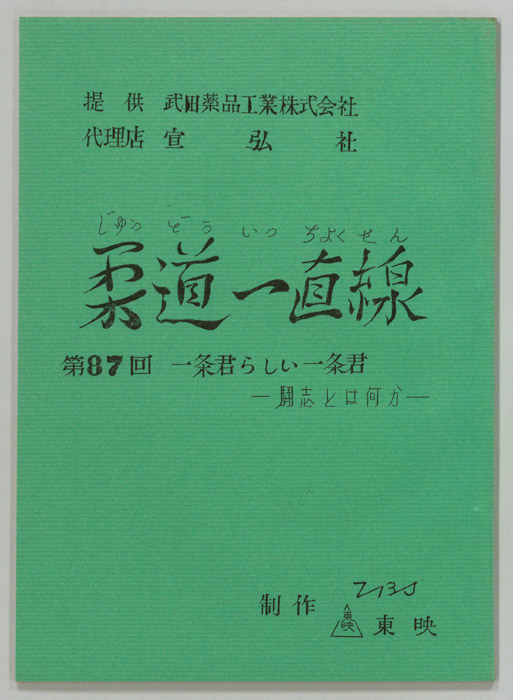 提供 武田薬品工業株式会社
代理店 宣弘社
じゅうどういっちょくせん
柔道一直線
第87回 一条君らしい一条君
—闘志とは何か—
TBS
制作 東映 東映